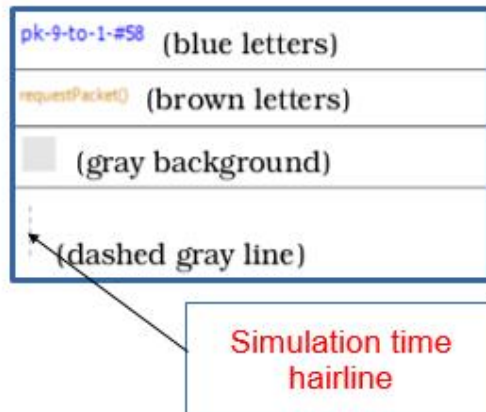 pk-9-to-1-#58 (blue letters)
requestPacket() (brown letters)
(gray background)
(dashed gray line)
Simulation time
hairline